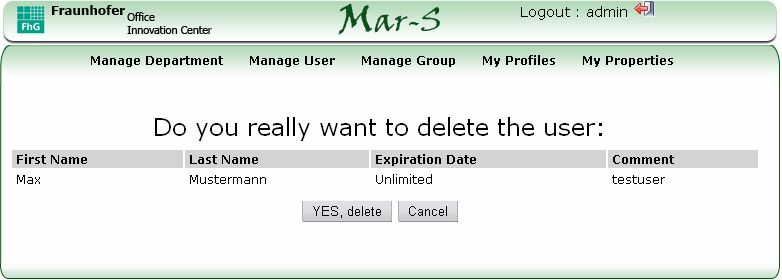 FhG Fraunhofer Office Innovation Center
Mar-S
Logout : admin
Manage Department Manage User Manage Group My Profiles My Properties
Do you really want to delete the user:
First Name Last Name Expiration Date Comment
Max Mustermann Unlimited testuser
YES, delete Cancel